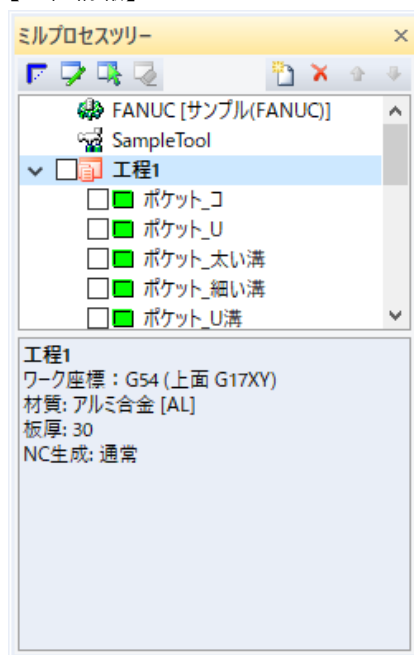 ミルプロセスツリー
FANUC [サンプル(FANUC)]
SampleTool
工程1
ポケット_コ
ポケット_U
ポケット_太い溝
ポケット_細い溝
ポケット_U溝
工程1
ワーク座標：G54 (上面 G17XY)
材質: アルミ合金 [AL]
板厚: 30
NC生成: 通常